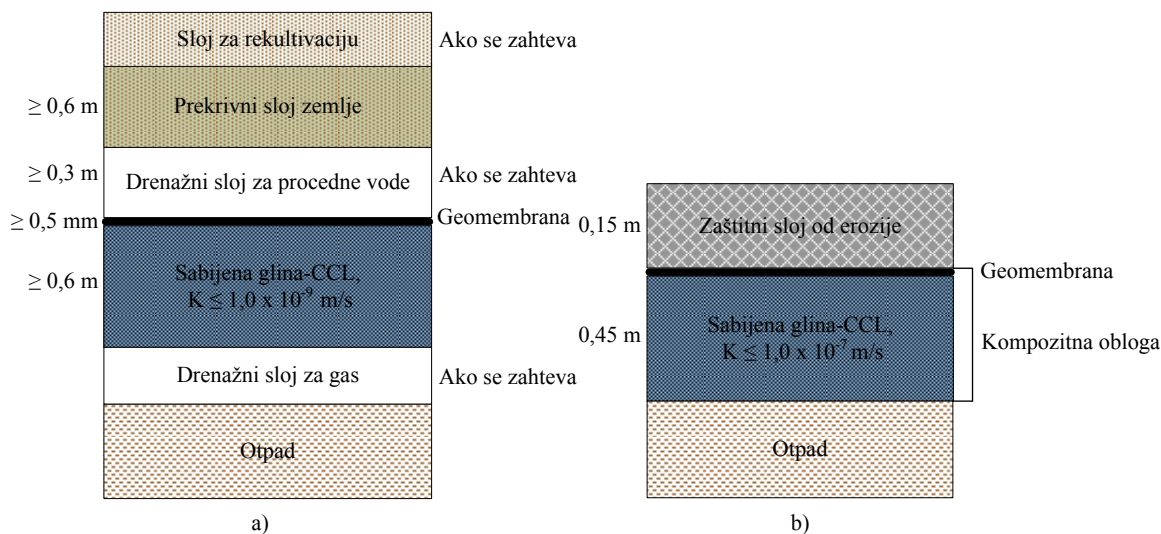 Sloj za rekultivaciju
Ako se zahteva
≥ 0,6 m
Prekrivni sloj zemlje
≥ 0,3 m
Drenažni sloj za procedne vode
Ako se zahteva
≥ 0,5 mm
Geomembrana
≥ 0,6 m
Sabijena glina-CCL,
K ≤ 1,0 x 10⁻⁹ m/s
Drenažni sloj za gas
Ako se zahteva
Otpad
a)
0,15 m
Zaštitni sloj od erozije
Geomembrana
0,45 m
Sabijena glina-CCL,
K ≤ 1,0 x 10⁻⁷ m/s
Kompozitna obloga
Otpad
b)